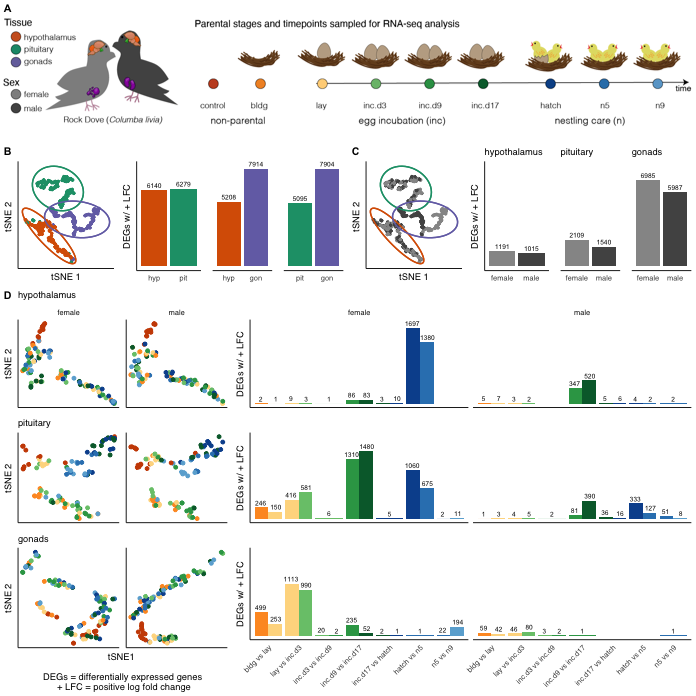 A
Tissue
hypothalamus
pituitary
gonads
Sex
female
male
Rock Dove (Columba livia)
Parental stages and timepoints sampled for RNA-seq analysis
time
control bldg lay inc.d3 inc.d9 inc.d17 hatch n5 n9
non-parental egg incubation (inc) nestling care (n)
B
tSNE 2
tSNE 1
DEGs w/ + LFC
6140 6279 5208 7914 5095 7904
hyp pit hyp gon pit gon
C
tSNE 2
tSNE 1
hypothalamus pituitary gonads
DEGs w/ + LFC
1191 1015 2109 1540 6985 5987
female male female male female male
D
hypothalamus
female male female male
tSNE 2
DEGs w/ + LFC
2 1 9 3 1 86 83 3 10 1697 1380
5 7 3 2 347 520 5 6 4 2 2
pituitary
tSNE 2
DEGs w/ + LFC
246 150 416 581 6 1310 1480 5 1060 675 2 11
1 3 4 5 2 81 390 36 16 333 127 51 8
gonads
tSNE 2
DEGs w/ + LFC
499 253 1113 990 20 2 235 52 2 1 1 22 194
59 42 46 80 3 2 1 1
tSNE1
bldg vs lay lay vs inc.d3 inc.d3 vs inc.d9 inc.d9 vs inc.d17 inc.d17 vs hatch hatch vs n5 n5 vs n9
bldg vs lay lay vs inc.d3 inc.d3 vs inc.d9 inc.d9 vs inc.d17 inc.d17 vs hatch hatch vs n5 n5 vs n9
DEGs = differentially expressed genes
+ LFC = positive log fold change